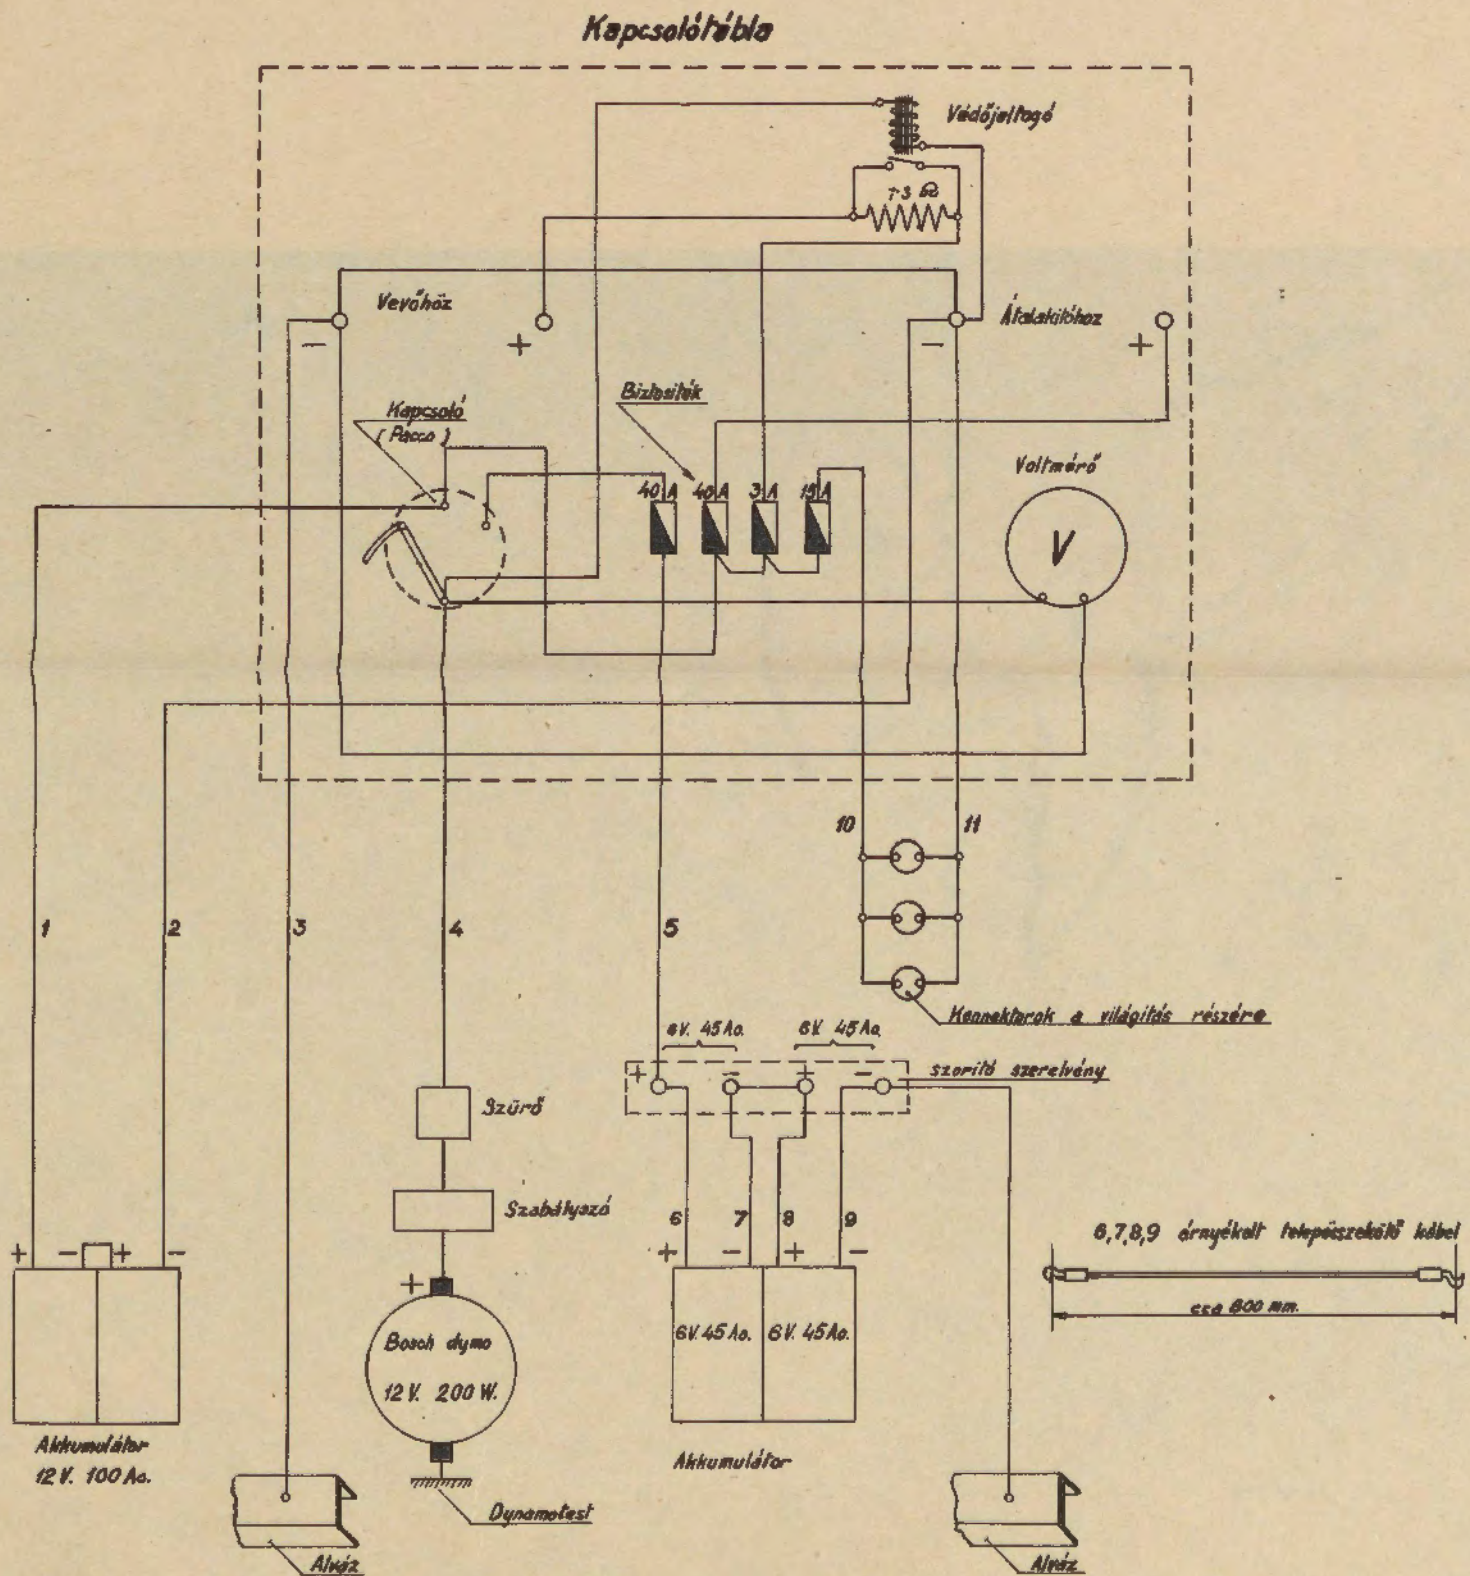 Kapcsolótábla
Védőjelfogó
7·3 Ω
Vevőhöz
Átalakítóhoz
− + − +
Kapcsoló
(Pacco)
Biztosíték
Voltmérő
40 A 40 A 3 A 15 A
V
10 11
1 2 3 4 5
Konnektorok a világítás részére
6V. 45 Ao. 6V. 45 Ao.
+ − + −
szorító szerelvény
Szűrő
Szabályozó
6 7 8 9
6,7,8,9 árnyékolt telepösszekötő kábel
+ − + −
+ − + −
cca 600 mm.
+
Bosch dymo
12 V. 200 W.
6V. 45 Ao. 6V. 45 Ao.
Akkumulátor
12 V. 100 Ao.
Akkumulátor
Dynamotest
Alváz
Alváz